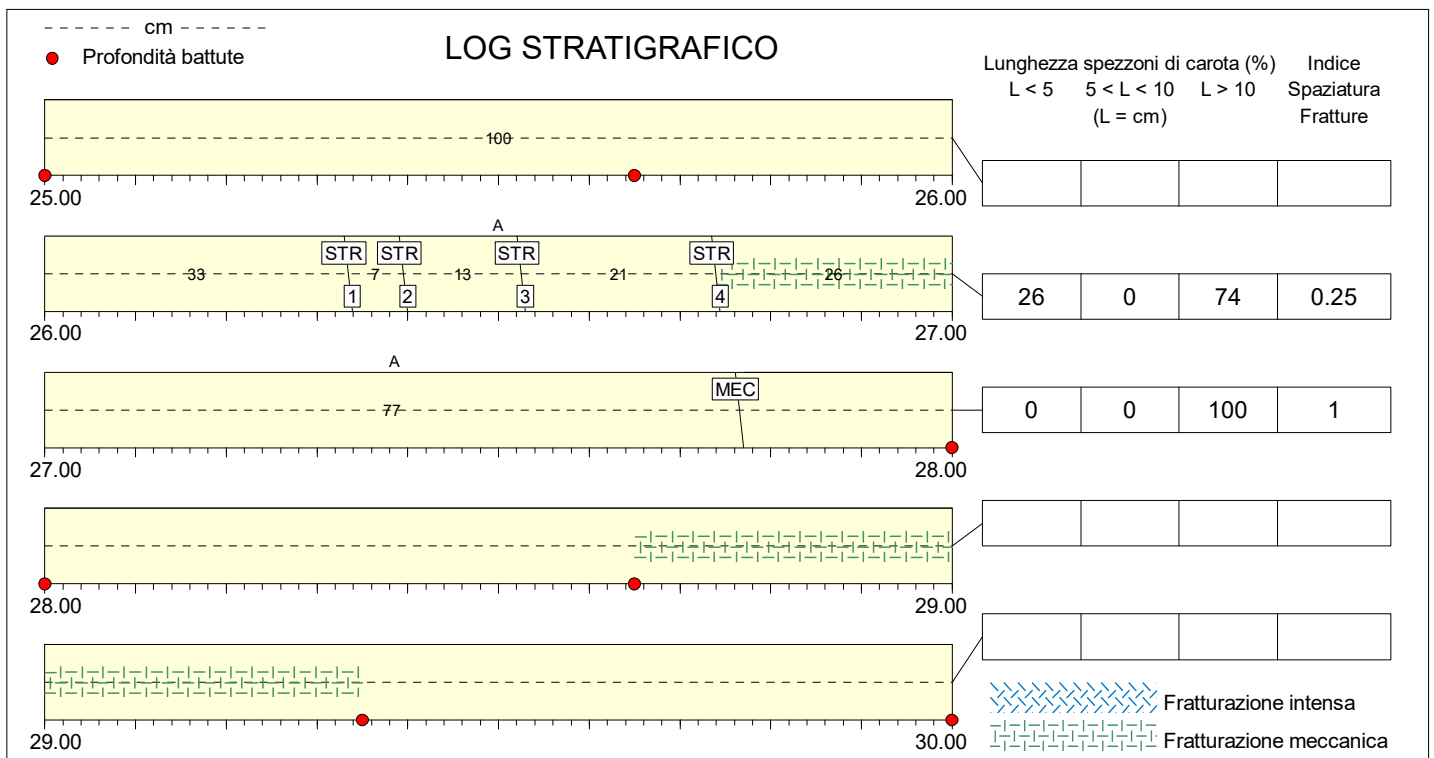 cm
Profondità battute
LOG STRATIGRAFICO
Lunghezza spezzoni di carota (%)
Indice
Spaziatura
Fratture
L < 5
5 < L < 10
L > 10
(L = cm)
100
25.00
26.00
A
STR
STR
STR
STR
33
7
13
21
26
1
2
3
4
26
0
74
0.25
26.00
27.00
A
MEC
77
0
0
100
1
27.00
28.00
28.00
29.00
29.00
30.00
Fratturazione intensa
Fratturazione meccanica